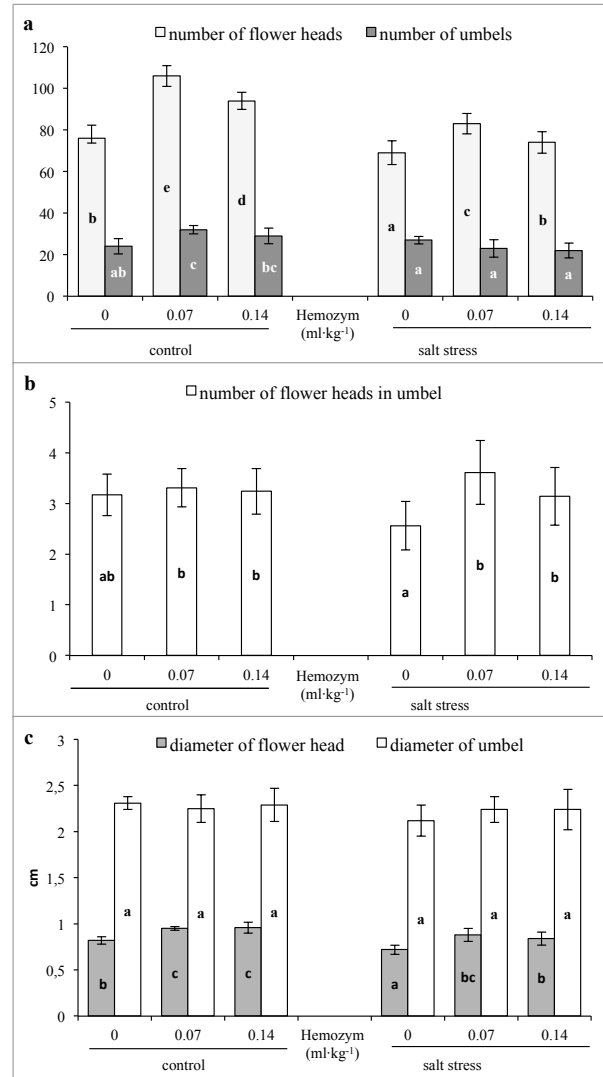 a
number of flower heads number of umbels
120
100
80
60
40
20
0
b e d a c b
ab c bc a a a
0 0.07 0.14 Hemozym 0 0.07 0.14
(ml·kg-1)
control salt stress
b
number of flower heads in umbel
5
4
3
2
1
0
ab b b a b b
0 0.07 0.14 Hemozym 0 0.07 0.14
(ml·kg-1)
control salt stress
c
diameter of flower head diameter of umbel
3
2,5
2
1,5
1
0,5
0
cm
a a a a a a
b c c a bc b
0 0.07 0.14 Hemozym 0 0.07 0.14
(ml·kg-1)
control salt stress